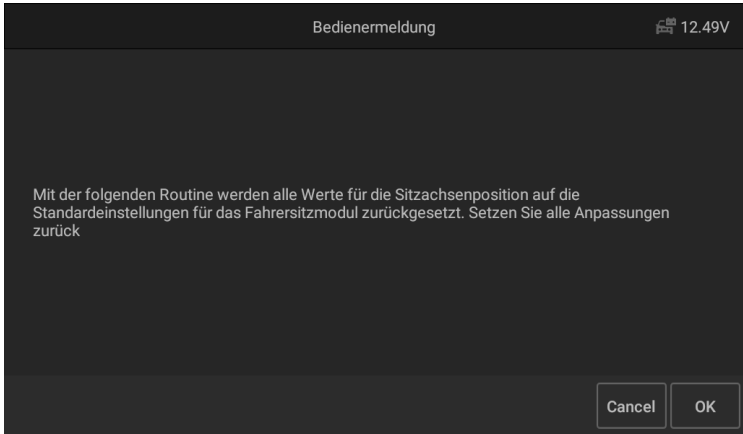 Bedienermeldung
12.49V
Mit der folgenden Routine werden alle Werte für die Sitzachsenposition auf die
Standardeinstellungen für das Fahrersitzmodul zurückgesetzt. Setzen Sie alle Anpassungen
zurück
Cancel
OK